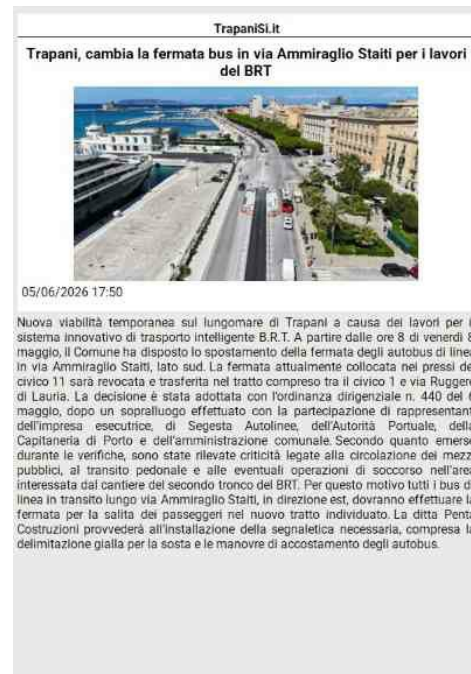 TrapaniSi.it
Trapani, cambia la fermata bus in via Ammiraglio Staiti per i lavori
del BRT
05/06/2026 17:50
Nuova viabilità temporanea sul lungomare di Trapani a causa dei lavori per
sistema innovativo di trasporto intelligente B.R.T. A partire dalle ore 8 di venerdì 8
maggio, il Comune ha disposto lo spostamento della fermata degli autobus di linea
in via Ammiraglio Staiti, lato sud. La fermata attualmente collocata nei pressi del
civico 11 sarà revocata e trasferita nel tratto compreso tra il civico 1 e via Ruggero
di Lauria. La decisione è stata adottata con l'ordinanza dirigenziale n. 440 del 6
maggio, dopo un sopralluogo effettuato con la partecipazione di rappresentanti
dell'impresa esecutrice, di Segesta Autolinee, dell'Autorità Portuale, della
Capitaneria di Porto e dell'amministrazione comunale. Secondo quanto emerso
durante le verifiche, sono state rilevate criticità legate alla circolazione dei mezzi
pubblici, al transito pedonale e alle eventuali operazioni di soccorso nell'area
interessata dal cantiere del secondo tronco del BRT. Per questo motivo tutti i bus di
linea in transito lungo via Ammiraglio Staiti, in direzione est, dovranno effettuare la
fermata per la salita dei passeggeri nel nuovo tratto individuato. La ditta Penta
Costruzioni provvederà all'installazione della segnaletica necessaria, compresa la
delimitazione gialla per la sosta e le manovre di accostamento degli autobus.